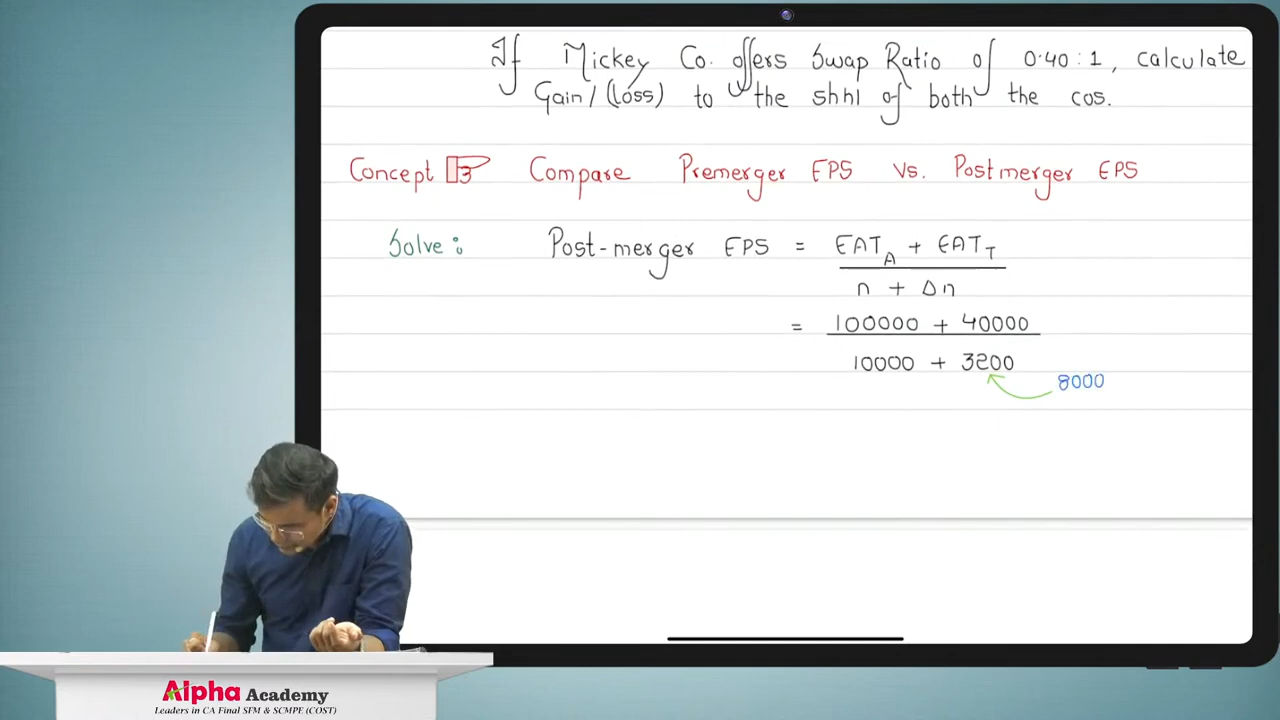 If Mickey Co. offers Swap Ratio of 0.40 : 1, calculate
Gain / (Loss) to the shhl of both the cos.
Concept Compare Premerger EPS Vs. Postmerger EPS
Solve : Post-merger EPS = EAT_A + EAT_T
n + Δn
= 100000 + 40000
10000 + 3200
8000
Alpha Academy
Leaders in CA Final SFM & SCMPE (COST)